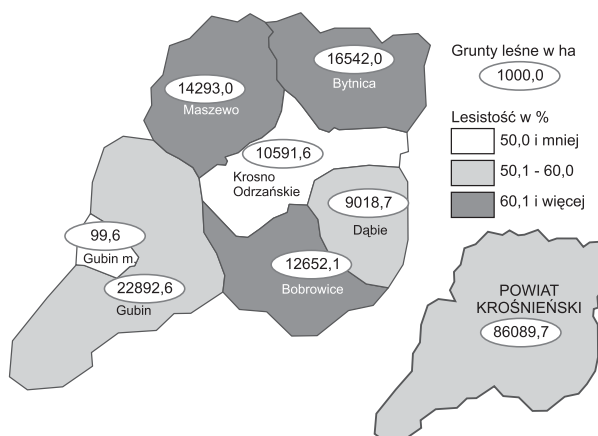 Grunty leśne w ha
1000,0
Lesistość w %
50,0 i mniej
50,1 - 60,0
60,1 i więcej
16542,0
Bytnica
14293,0
Maszewo
10591,6
Krosno
Odrzańskie
9018,7
Dąbie
99,6
Gubin m.
22892,6
Gubin
12652,1
Bobrowice
POWIAT
KROŚNIEŃSKI
86089,7